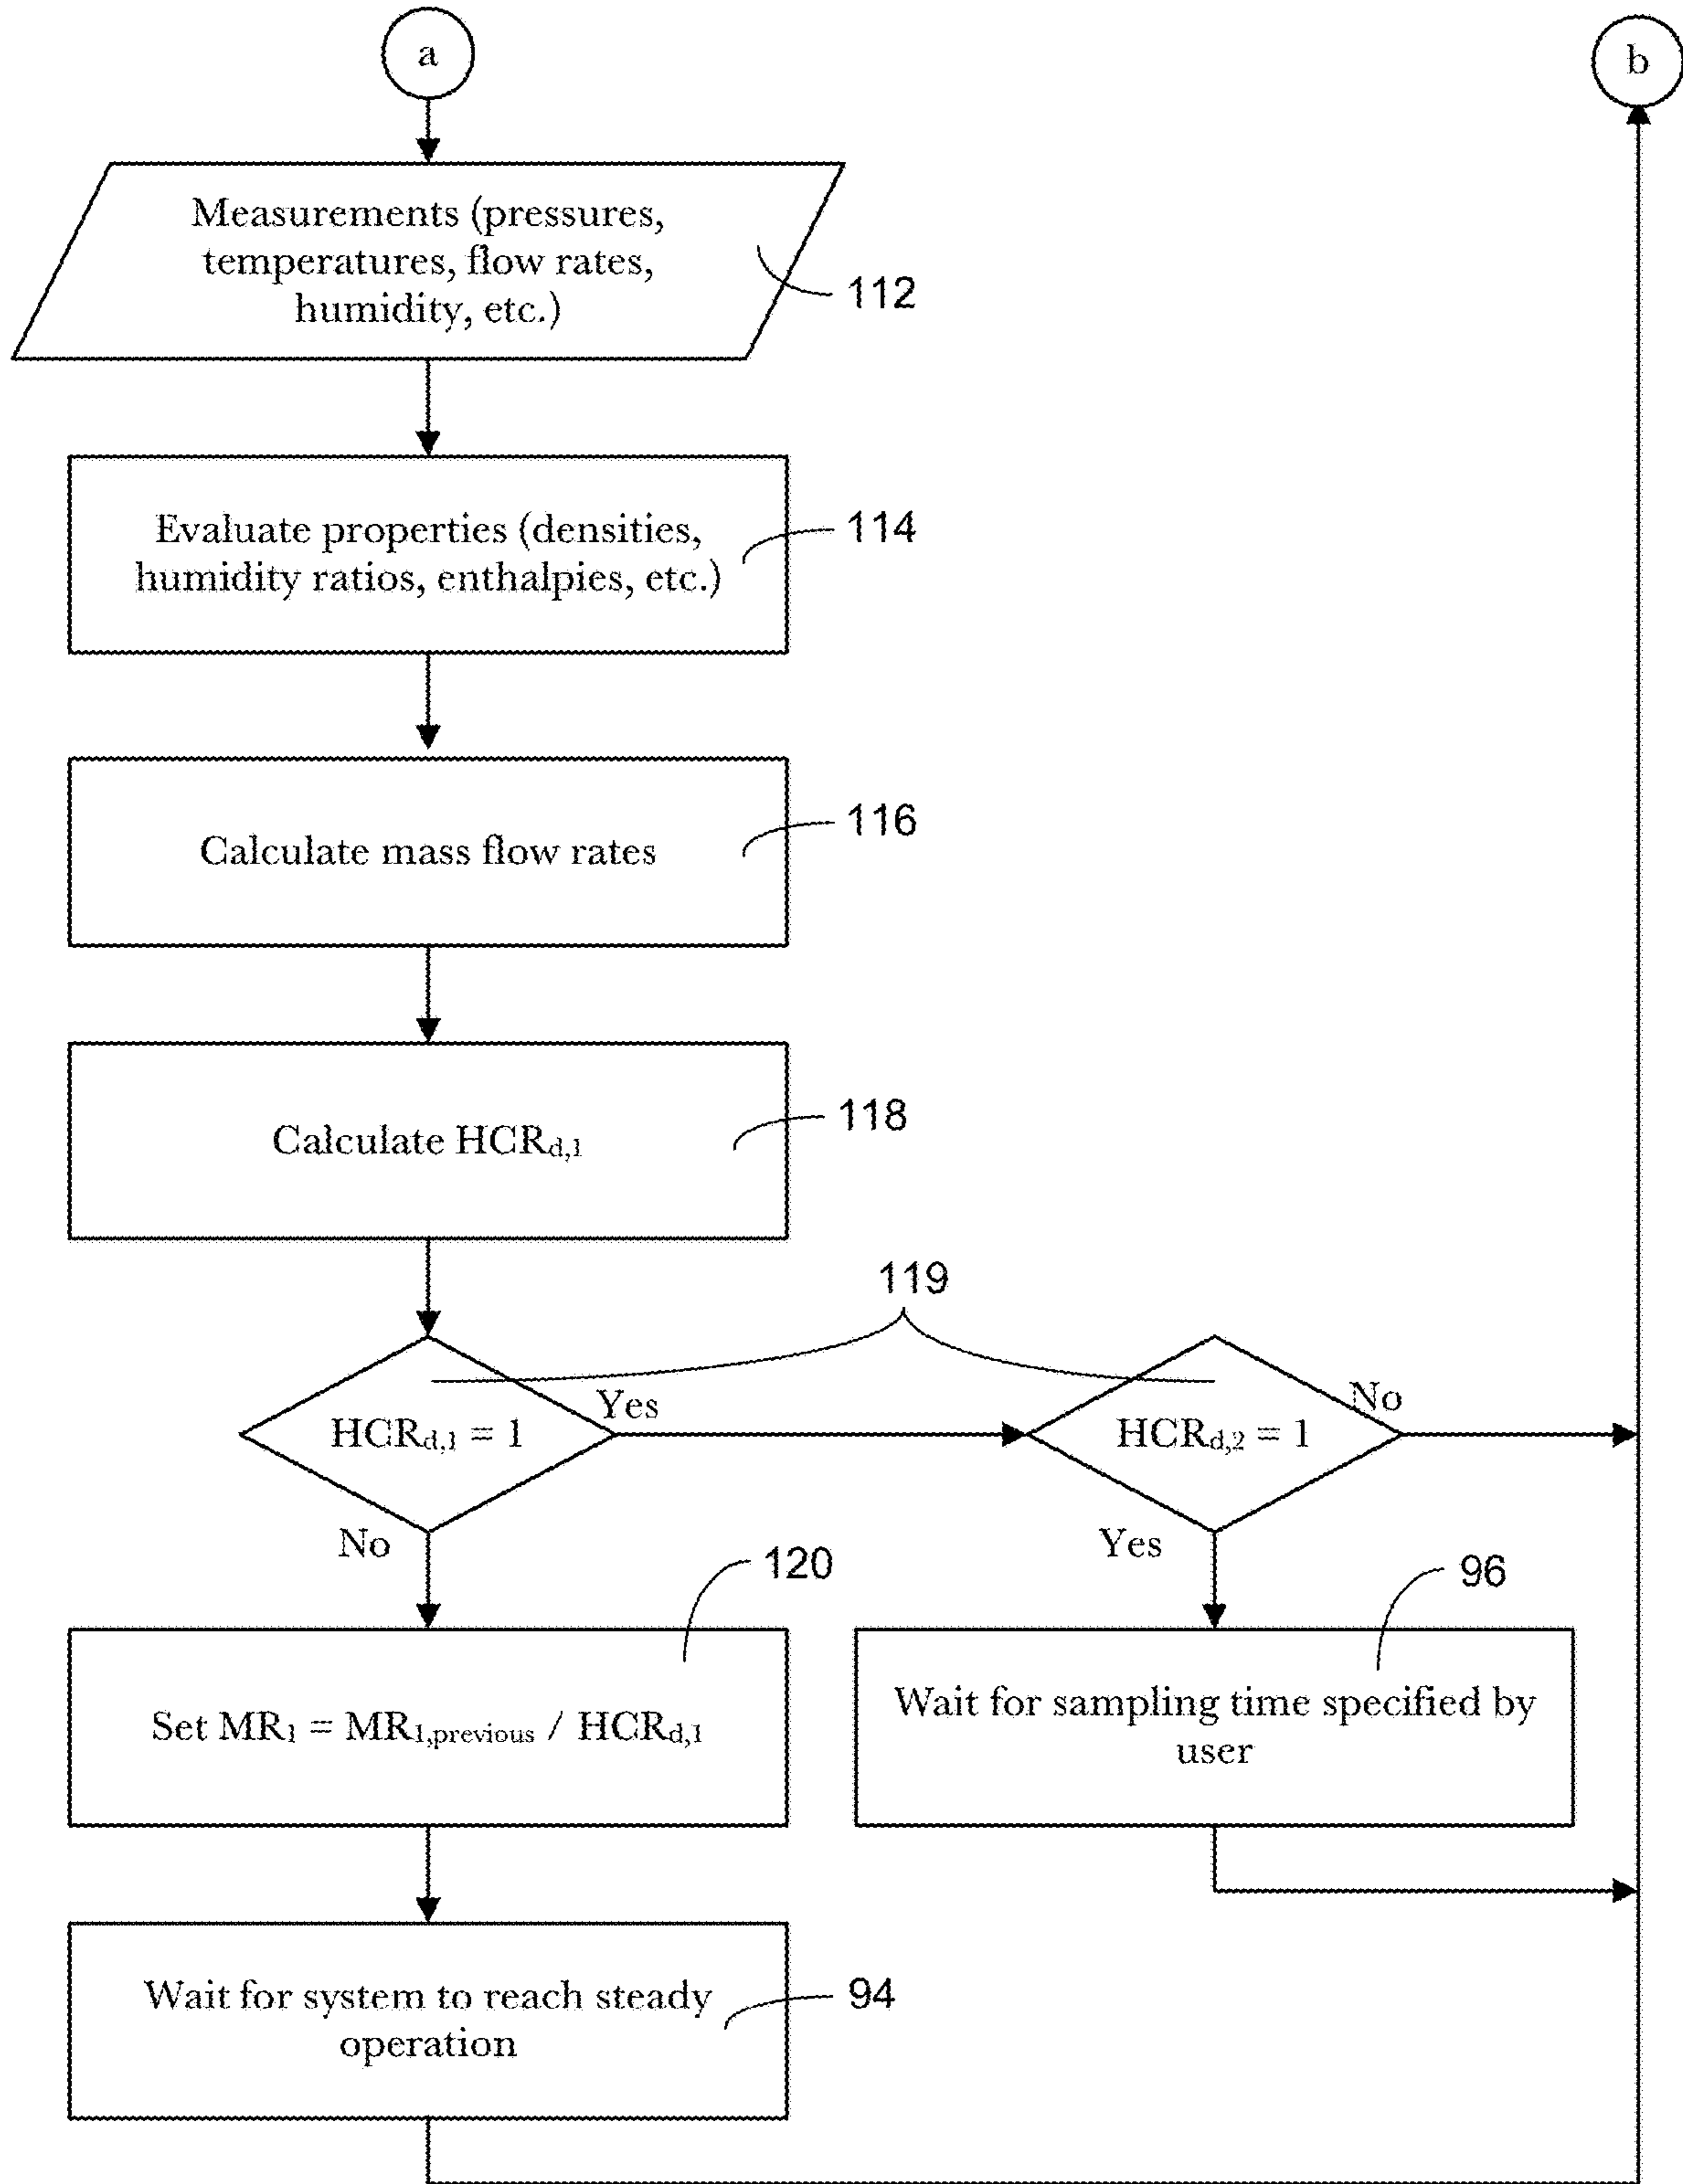 a
b
Measurements (pressures,
temperatures, flow rates,
humidity, etc.)
112
Evaluate properties (densities,
humidity ratios, enthalpies, etc.)
114
Calculate mass flow rates
116
Calculate HCRd,1
118
119
HCRd,1 = 1
Yes
No
HCRd,2 = 1
No
Yes
120
Set MR1 = MR1,previous / HCRd,1
96
Wait for sampling time specified by
user
Wait for system to reach steady
operation
94